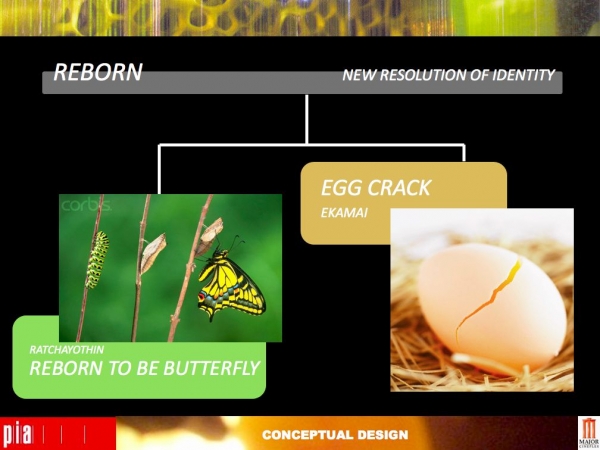 REBORN
NEW RESOLUTION OF IDENTITY
EGG CRACK
EKAMAI
corbis.
RATCHAYOTHIN
REBORN TO BE BUTTERFLY
pia
CONCEPTUAL DESIGN
MAJOR